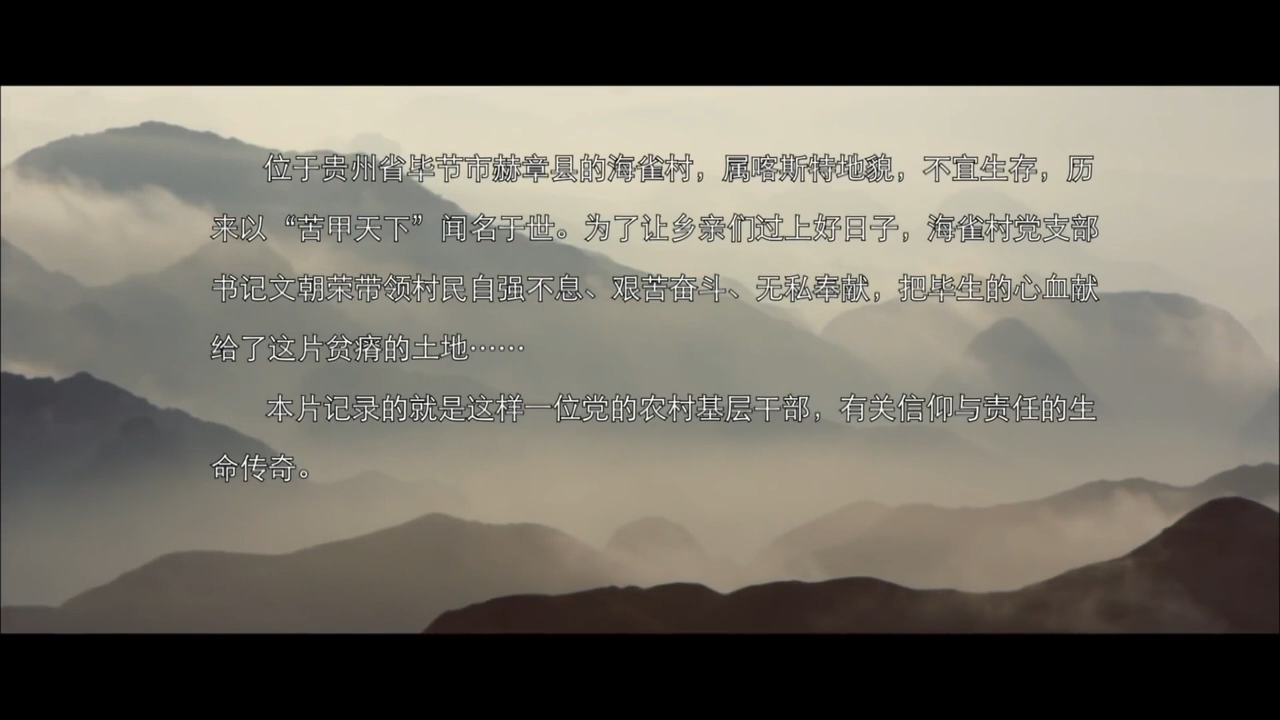 位于贵州省毕节市赫章县的海雀村，属喀斯特地貌，不宜生存，历
来以“苦甲天下”闻名于世。为了让乡亲们过上好日子，海雀村党支部
书记文朝荣带领村民自强不息、艰苦奋斗、无私奉献，把毕生的心血献
给了这片贫瘠的土地……
本片记录的就是这样一位党的农村基层干部，有关信仰与责任的生
命传奇。